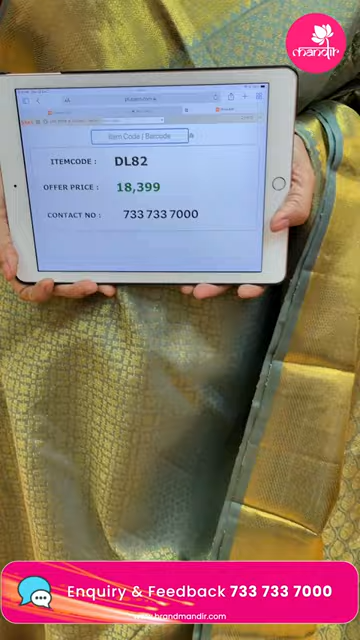 mandir
Item Code | Barcode
ITEMCODE : DL82
OFFER PRICE : 18,399
CONTACT NO : 733 733 7000
Enquiry & Feedback 733 733 7000
www.brandmandir.com